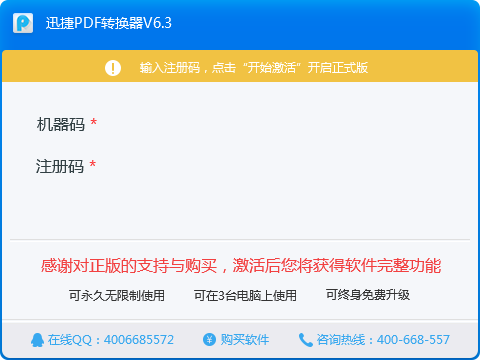 迅捷PDF转换器V6.3
输入注册码，点击“开始激活”开启正式版
机器码 *
注册码 *
感谢对正版的支持与购买，激活后您将获得软件完整功能
可永久无限制使用 可在3台电脑上使用 可终身免费升级
在线QQ：4006685572 购买软件 咨询热线：400-668-557